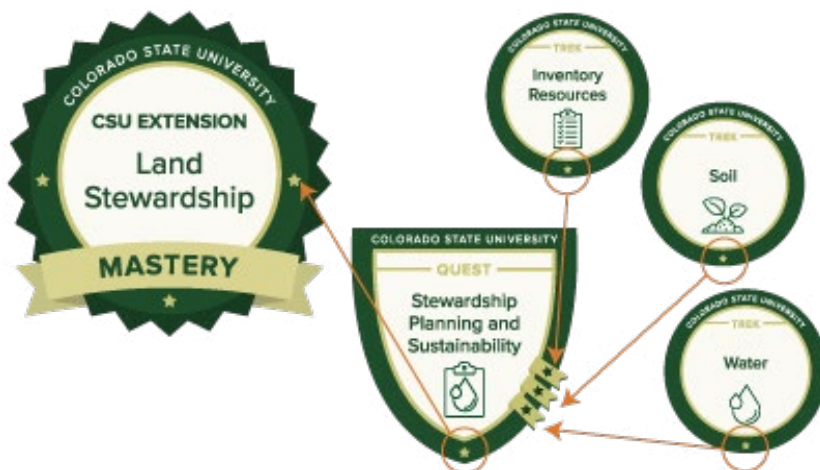 COLORADO STATE UNIVERSITY
CSU EXTENSION
Land
Stewardship
MASTERY
COLORADO STATE UNIVERSITY
QUEST
Stewardship
Planning and
Sustainability
COLORADO STATE UNIVERSITY
TREK
Inventory
Resources
COLORADO STATE UNIVERSITY
TREK
Soil
COLORADO STATE UNIVERSITY
TREK
Water